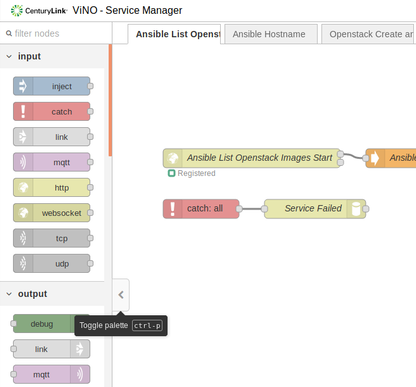 CenturyLink ViNO - Service Manager
filter nodes
Ansible List Openst
Ansible Hostname
Openstack Create an
input
inject
catch
link
mqtt
http
websocket
tcp
udp
output
debug
link
mqtt
Ansible List Openstack Images Start
Ansible
Registered
catch: all
Service Failed
Toggle palette ctrl-p